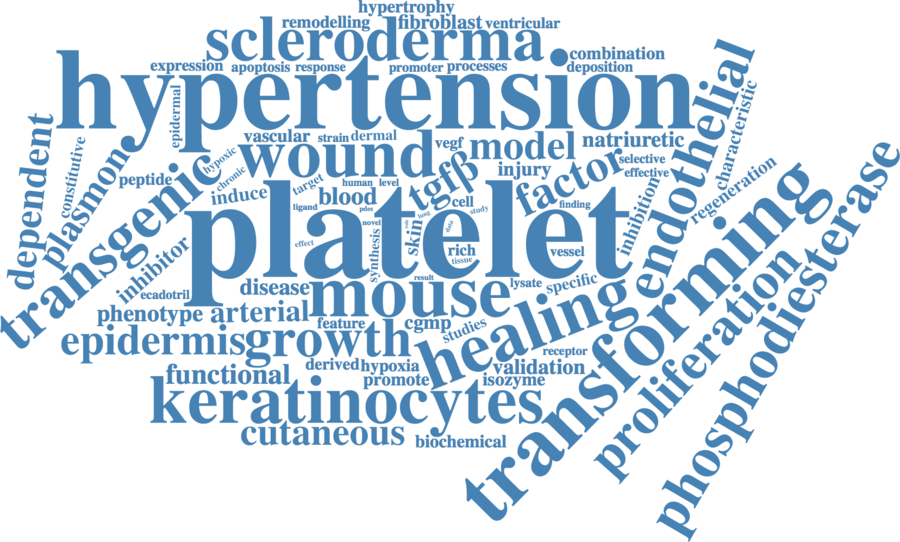 hypertrophy
remodelling
fibroblast
ventricular
scleroderma
combination
expression
apoptosis
response
promoter
processes
deposition
hypertension
epidermal
vascular
strain
dermal
wound
vegf
model
natriuretic
endothelial
characteristic
dependent
constitutive
plasmon
peptide
transgenic
hypoxic
chronic
induce
target
human
level
blood
tgfβ
injury
factor
selective
effective
inhibition
regeneration
phosphodiesterase
ligand
pdes
novel
cell
study
finding
platelet
effect
synthesis
skin
lung
data
rich
tissue
vessel
inhibitor
ecadotril
disease
mouse
result
lysate
specific
transforming
phenotype
arterial
feature
cgmp
studies
healing
proliferation
epidermis
growth
receptor
derived
hypoxia
validation
functional
promote
isozyme
keratinocytes
cutaneous
biochemical